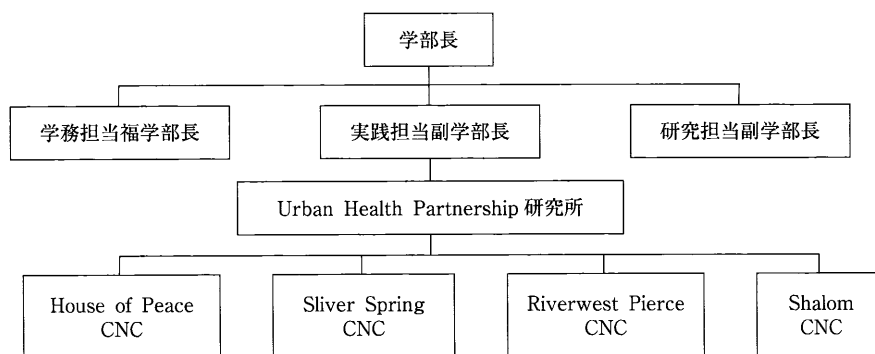 学部長
学務担当福学部長
実践担当副学部長
研究担当副学部長
Urban Health Partnership 研究所
House of Peace
CNC
Sliver Spring
CNC
Riverwest Pierce
CNC
Shalom
CNC